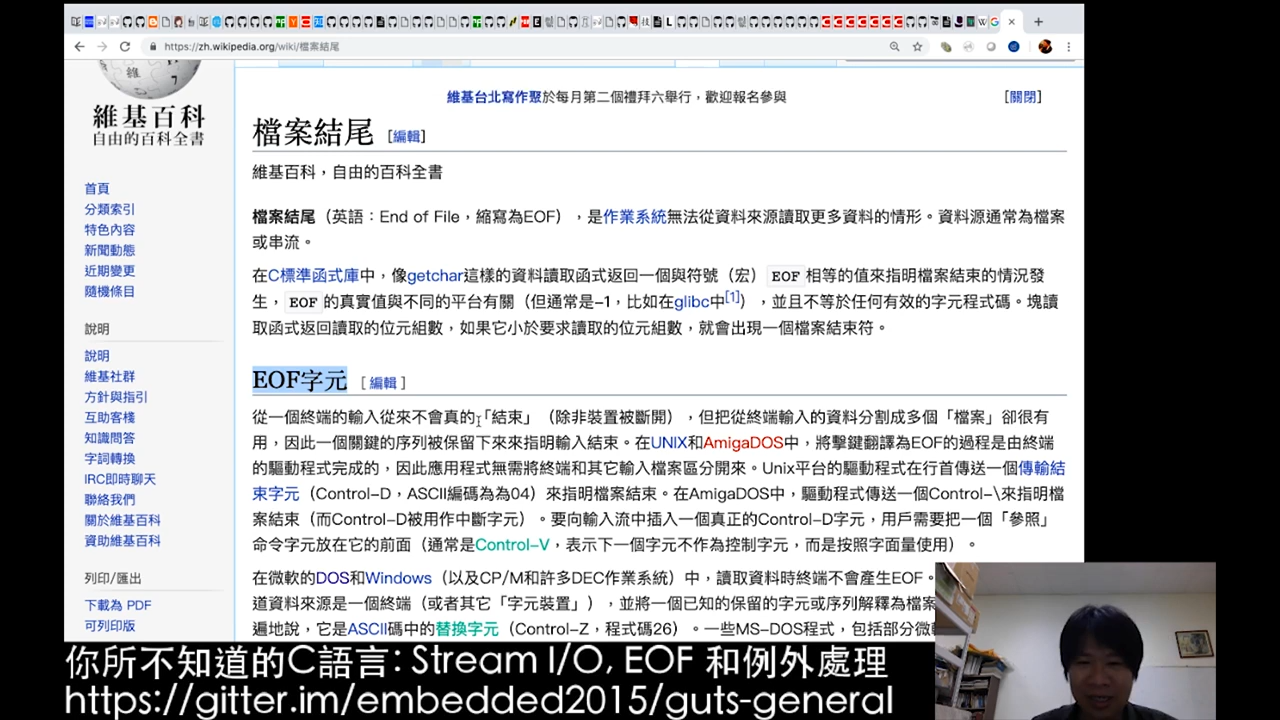 https://zh.wikipedia.org/wiki/檔案結尾
維基台北寫作聚於每月第二個禮拜六舉行，歡迎報名參與
[關閉]
維基百科
自由的百科全書
檔案結尾 [編輯]
維基百科，自由的百科全書
首頁
分類索引
特色內容
新聞動態
近期變更
隨機條目
檔案結尾（英語：End of File，縮寫為EOF），是作業系統無法從資料來源讀取更多資料的情形。資料源通常為檔案
或串流。
在C標準函式庫中，像getchar這樣的資料讀取函式返回一個與符號（宏） EOF 相等的值來指明檔案結束的情況發
生， EOF 的真實值與不同的平台有關（但通常是-1，比如在glibc中[1]），並且不等於任何有效的字元程式碼。塊讀
取函式返回讀取的位元組數，如果它小於要求讀取的位元組數，就會出現一個檔案結束符。
說明
說明
維基社群
方針與指引
互助客棧
知識問答
字詞轉換
IRC即時聊天
聯絡我們
關於維基百科
資助維基百科
EOF字元 [編輯]
從一個終端的輸入從來不會真的「結束」（除非裝置被斷開），但把從終端輸入的資料分割成多個「檔案」卻很有
用，因此一個關鍵的序列被保留下來來指明輸入結束。在UNIX和AmigaDOS中，將擊鍵翻譯為EOF的過程是由終端
的驅動程式完成的，因此應用程式無需將終端和其它輸入檔案區分開來。Unix平台的驅動程式在行首傳送一個傳輸結
束字元（Control-D，ASCII編碼為為04）來指明檔案結束。在AmigaDOS中，驅動程式傳送一個Control-\來指明檔
案結束（而Control-D被用作中斷字元）。要向輸入流中插入一個真正的Control-D字元，用戶需要把一個「參照」
命令字元放在它的前面（通常是Control-V，表示下一個字元不作為控制字元，而是按照字面量使用）。
列印/匯出
下載為 PDF
可列印版
在微軟的DOS和Windows（以及CP/M和許多DEC作業系統）中，讀取資料時終端不會產生EOF。
道資料來源是一個終端（或者其它「字元裝置」），並將一個已知的保留的字元或序列解釋為檔案
遍地說，它是ASCII碼中的替換字元（Control-Z，程式碼26）。一些MS-DOS程式，包括部分微
你所不知道的C語言: Stream I/O, EOF 和例外處理
https://gitter.im/embedded2015/guts-general